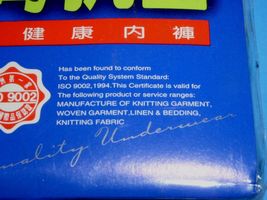 健康內褲
Has been found to conform
To the Quality System Standard:
ISO 9002,1994.This Certificate is valid for
The following product or service ranges:
MANUFACTURE OF KNITTING GARMENT,
WOVEN GARMENT,LINEN & BEDDING,
KNITTING FABRIC
9002
uality Underwear